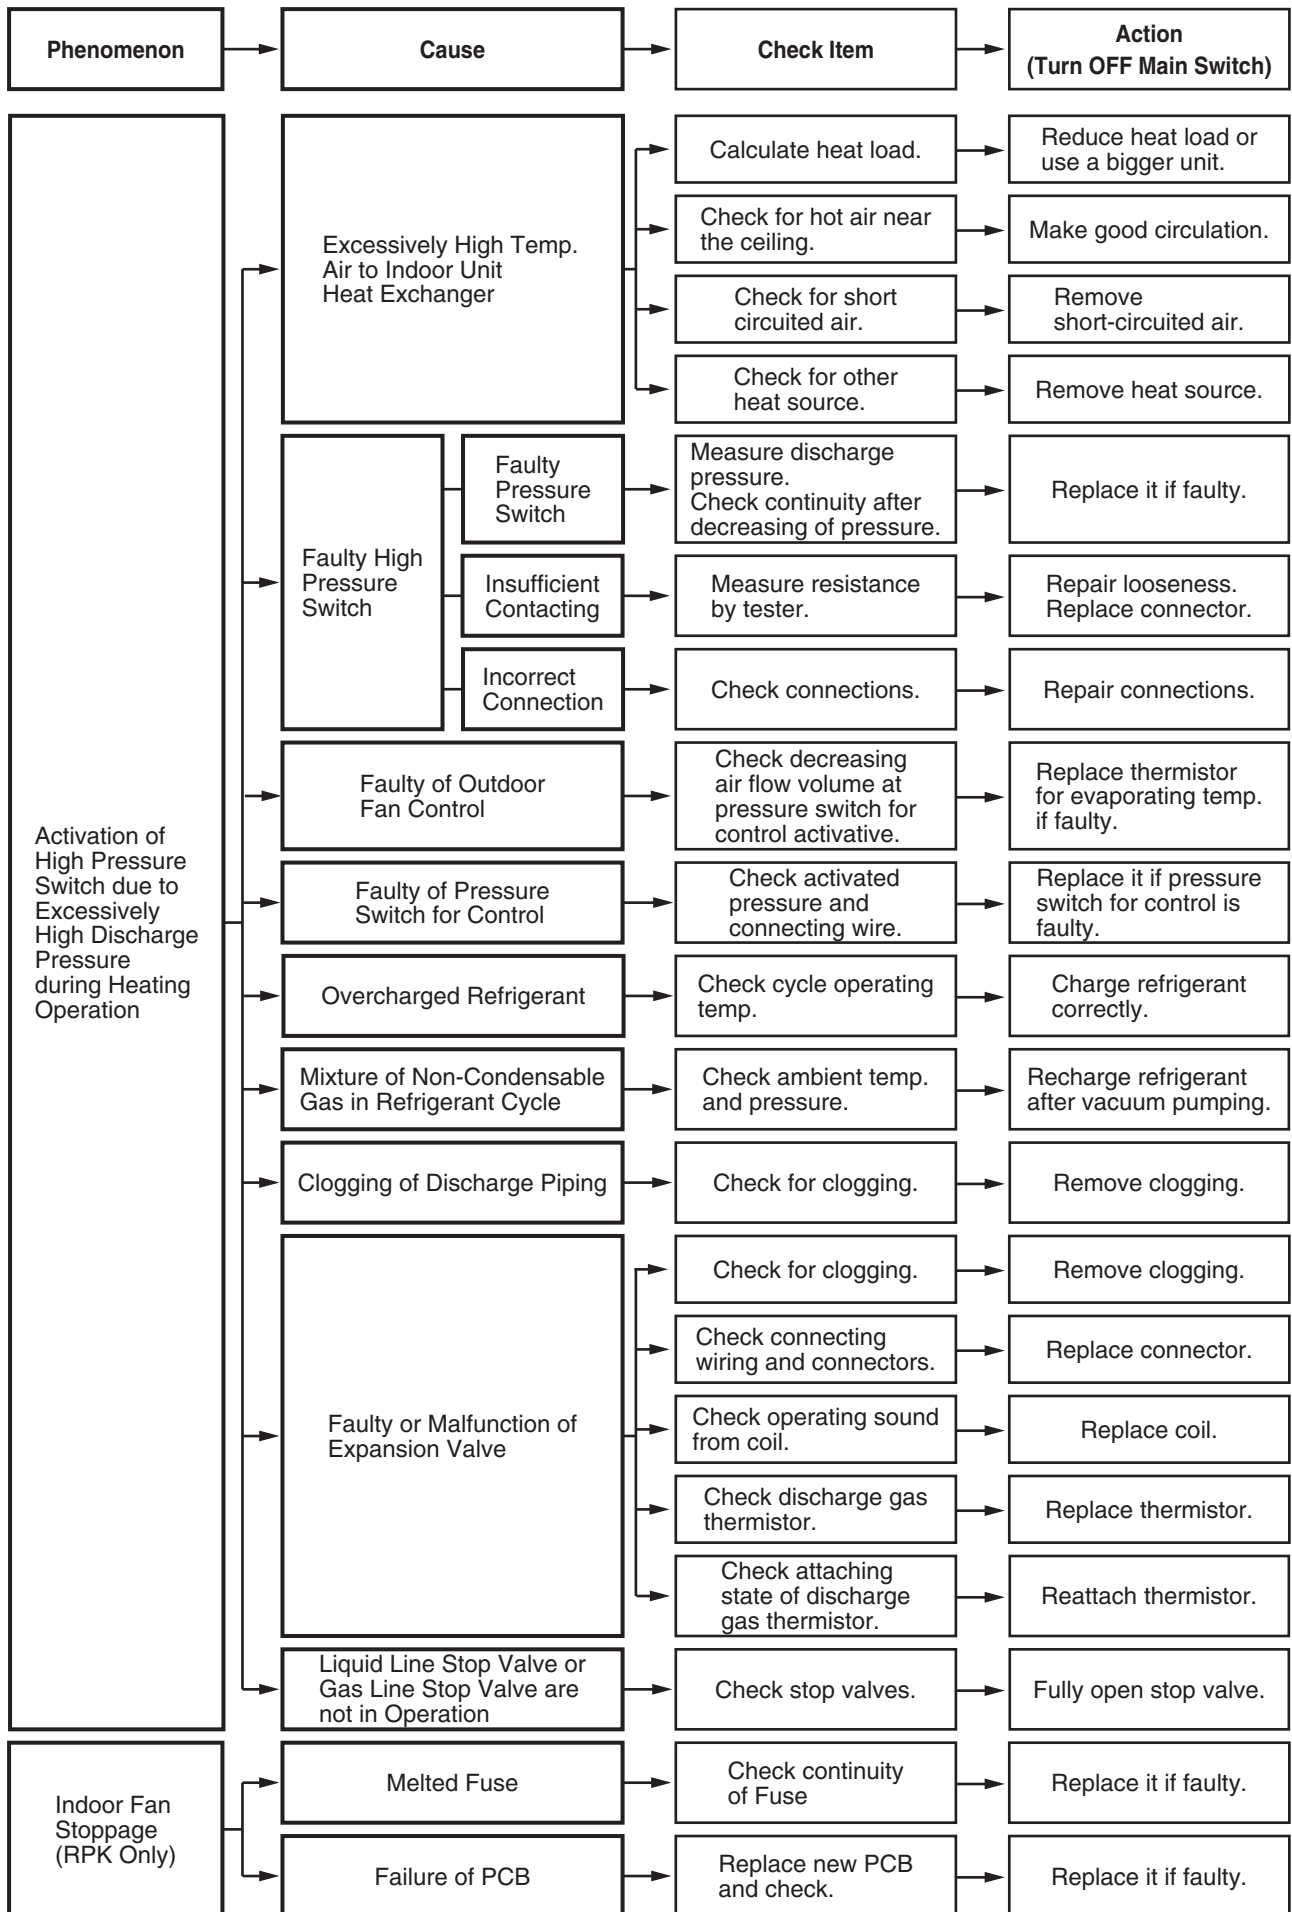 Phenomenon
Cause
Check Item
Action
(Turn OFF Main Switch)
Activation of
High Pressure
Switch due to
Excessively
High Discharge
Pressure
during Heating
Operation
Excessively High Temp.
Air to Indoor Unit
Heat Exchanger
Calculate heat load.
Reduce heat load or
use a bigger unit.
Check for hot air near
the ceiling.
Make good circulation.
Check for short
circuited air.
Remove
short-circuited air.
Check for other
heat source.
Remove heat source.
Faulty High
Pressure
Switch
Faulty
Pressure
Switch
Measure discharge
pressure.
Check continuity after
decreasing of pressure.
Replace it if faulty.
Insufficient
Contacting
Measure resistance
by tester.
Repair looseness.
Replace connector.
Incorrect
Connection
Check connections.
Repair connections.
Faulty of Outdoor
Fan Control
Check decreasing
air flow volume at
pressure switch for
control activative.
Replace thermistor
for evaporating temp.
if faulty.
Faulty of Pressure
Switch for Control
Check activated
pressure and
connecting wire.
Replace it if pressure
switch for control is
faulty.
Overcharged Refrigerant
Check cycle operating
temp.
Charge refrigerant
correctly.
Mixture of Non-Condensable
Gas in Refrigerant Cycle
Check ambient temp.
and pressure.
Recharge refrigerant
after vacuum pumping.
Clogging of Discharge Piping
Check for clogging.
Remove clogging.
Faulty or Malfunction of
Expansion Valve
Check for clogging.
Remove clogging.
Check connecting
wiring and connectors.
Replace connector.
Check operating sound
from coil.
Replace coil.
Check discharge gas
thermistor.
Replace thermistor.
Check attaching
state of discharge
gas thermistor.
Reattach thermistor.
Liquid Line Stop Valve or
Gas Line Stop Valve are
not in Operation
Check stop valves.
Fully open stop valve.
Indoor Fan
Stoppage
(RPK Only)
Melted Fuse
Check continuity
of Fuse
Replace it if faulty.
Failure of PCB
Replace new PCB
and check.
Replace it if faulty.